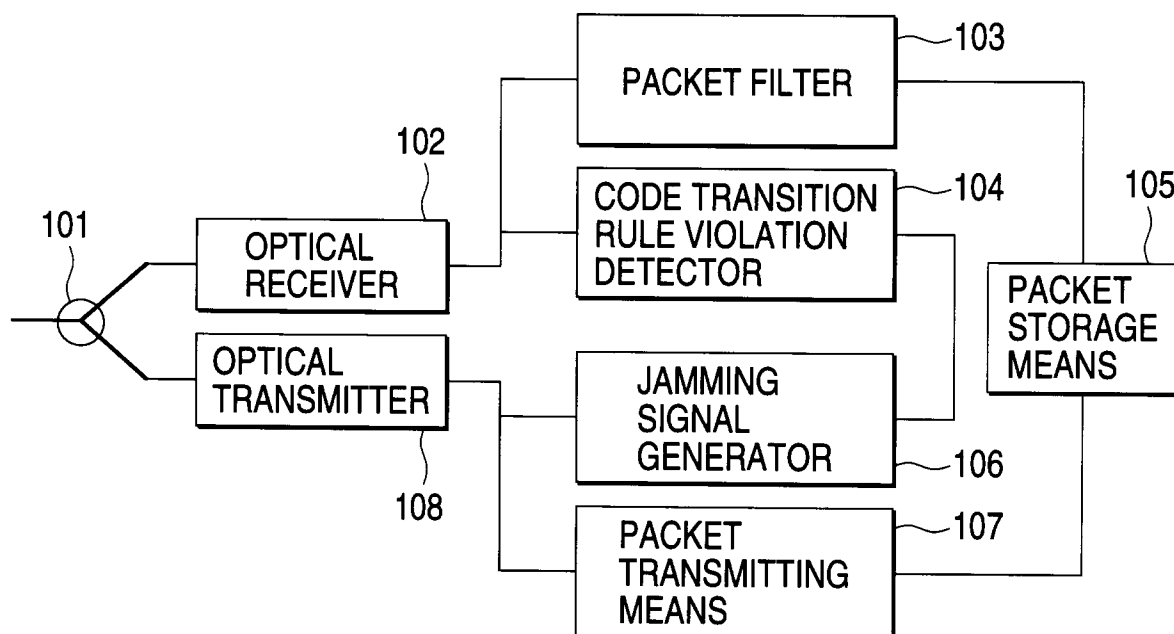 103
PACKET FILTER
102
104
CODE TRANSITION
RULE VIOLATION
DETECTOR
105
101
OPTICAL
RECEIVER
PACKET
STORAGE
MEANS
OPTICAL
TRANSMITTER
JAMMING
SIGNAL
GENERATOR
106
108
107
PACKET
TRANSMITTING
MEANS